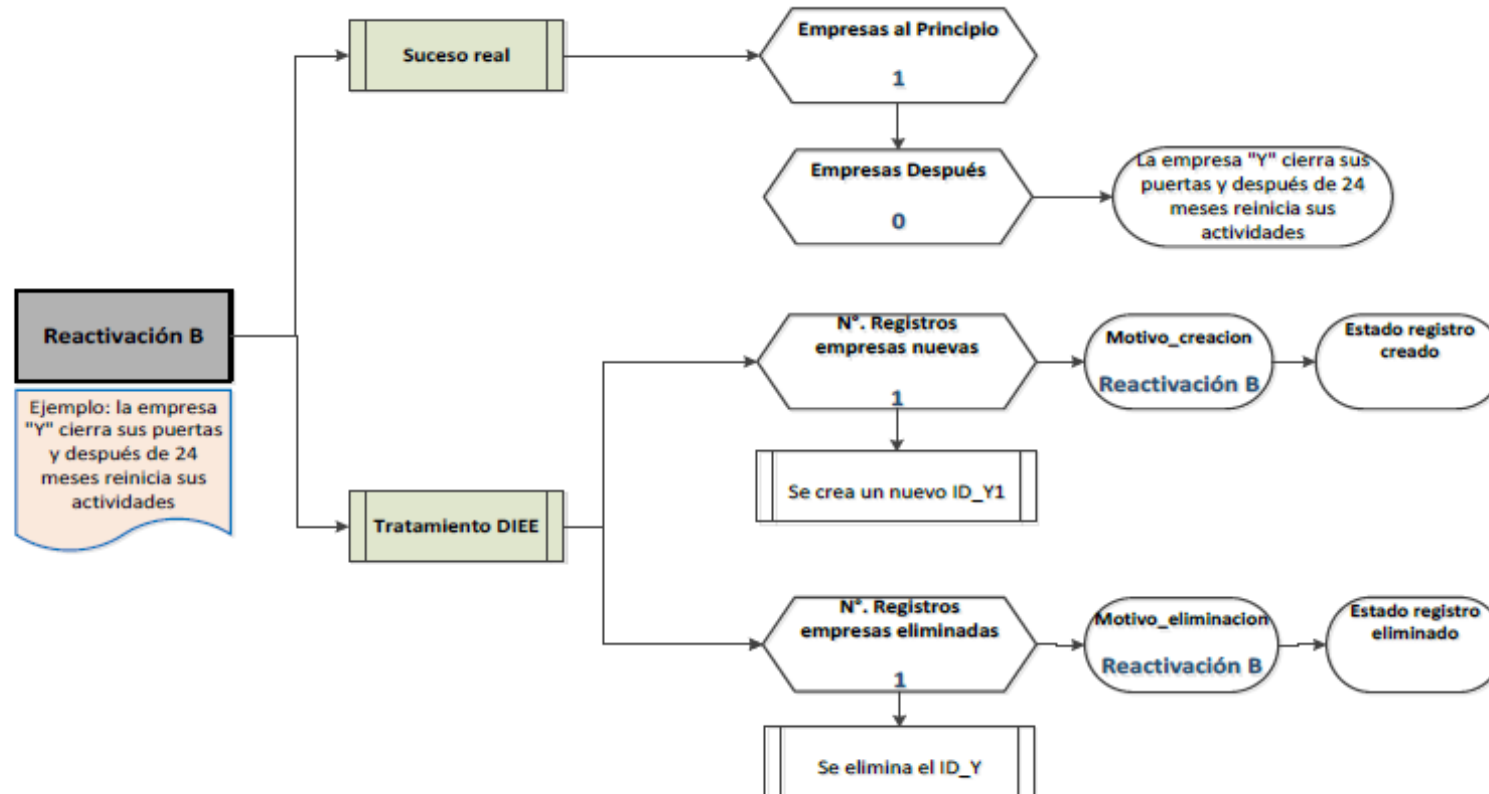 Suceso real
Empresas al Principio
1
Empresas Después
0
La empresa "Y" cierra sus
puertas y después de 24
meses reinicia sus
actividades
Reactivación B
Ejemplo: la empresa
"Y" cierra sus puertas
y después de 24
meses reinicia sus
actividades
Tratamiento DIEE
N°. Registros
empresas nuevas
1
Motivo_creacion
Reactivación B
Estado registro
creado
Se crea un nuevo ID_Y1
N°. Registros
empresas eliminadas
1
Motivo_eliminacion
Reactivación B
Estado registro
eliminado
Se elimina el ID_Y